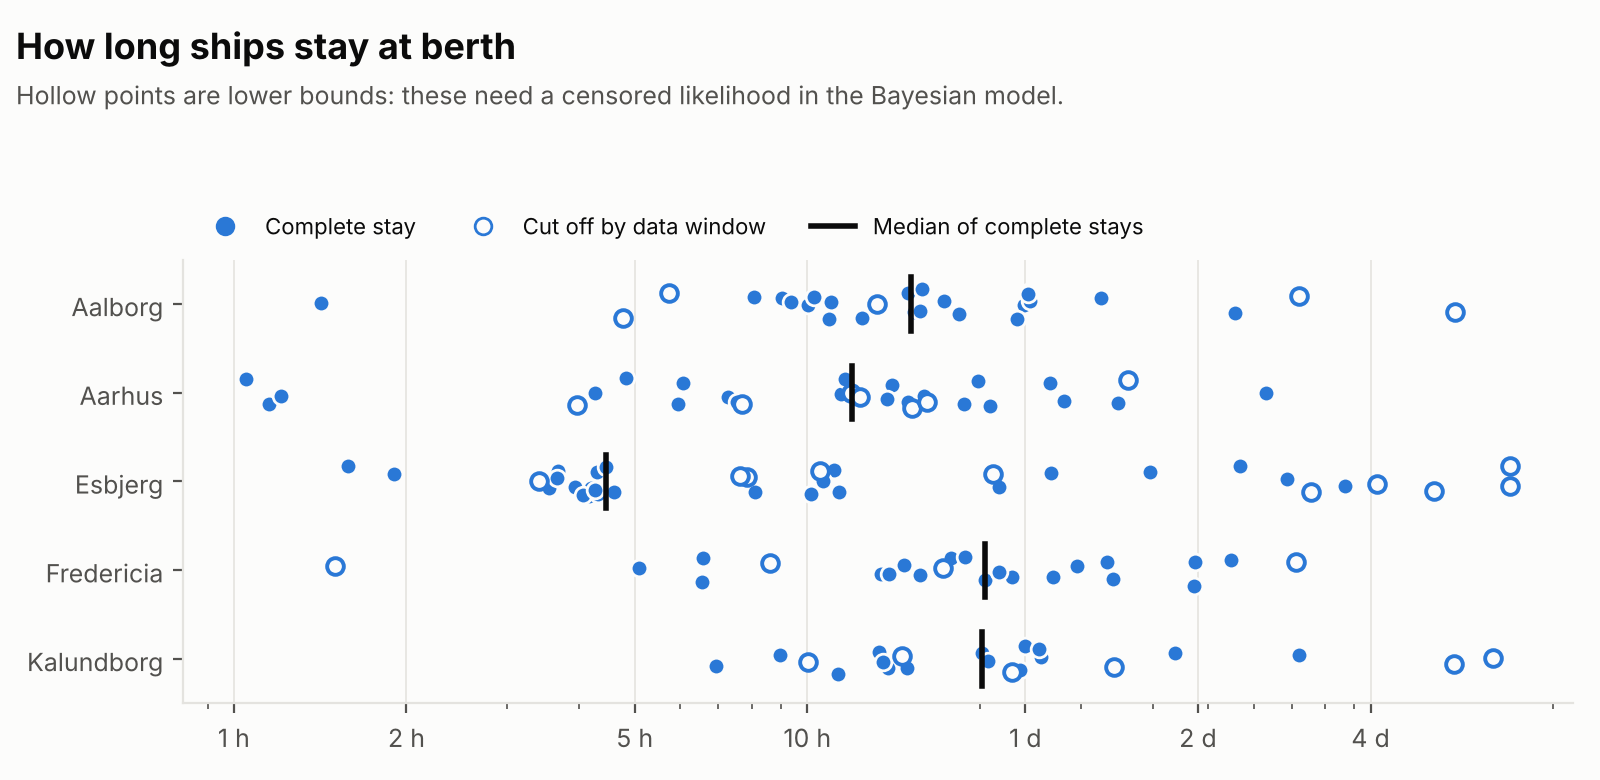 How long ships stay at berth
Hollow points are lower bounds: these need a censored likelihood in the Bayesian model.
Complete stay
Cut off by data window
Median of complete stays
Aalborg
Aarhus
Esbjerg
Fredericia
Kalundborg
1 h
2 h
5 h
10 h
1 d
2 d
4 d